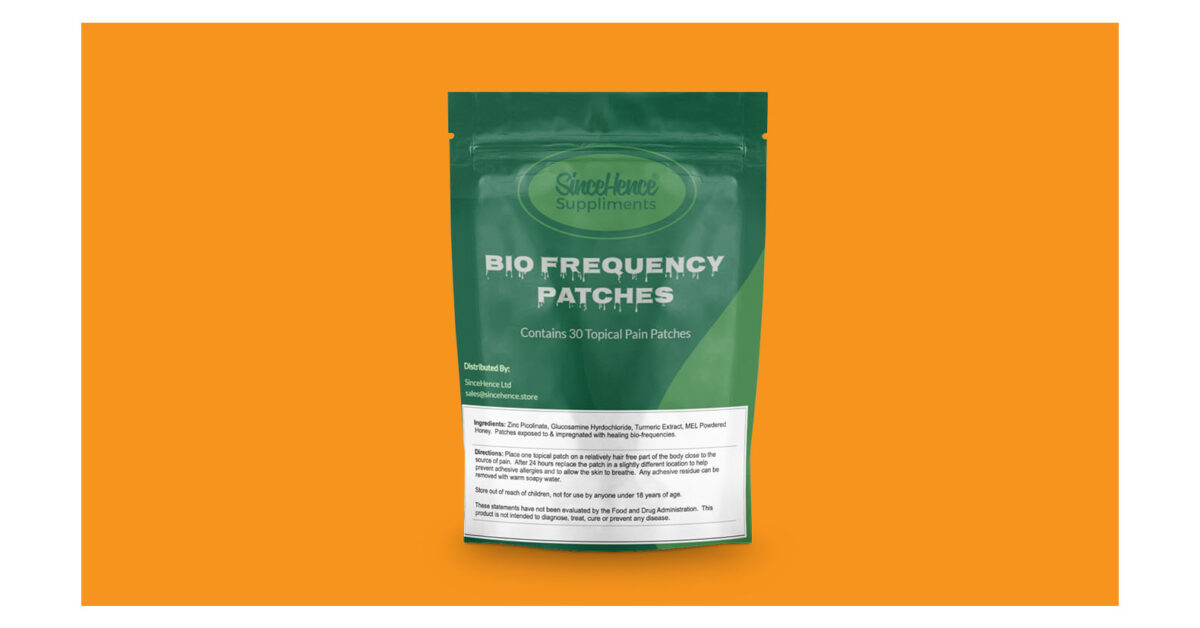 SinceHence®
Suppliments
BIO FREQUENCY
PATCHES
Contains 30 Topical Pain Patches
Distributed By:
SinceHence Ltd
sales@sincehence.store
Ingredients: Zinc Picolinate, Glucosamine Hyrdochloride, Turmeric Extract, MEL Powdered
Honey. Patches exposed to & impregnated with healing bio-frequencies.
Directions: Place one topical patch on a relatively hair free part of the body close to the
source of pain. After 24 hours replace the patch in a slightly different location to help
prevent adhesive allergies and to allow the skin to breathe. Any adhesive residue can be
removed with warm soapy water.
Store out of reach of children, not for use by anyone under 18 years of age.
These statements have not been evaluated by the Food and Drug Administration. This
product is not intended to diagnose, treat, cure or prevent any disease.